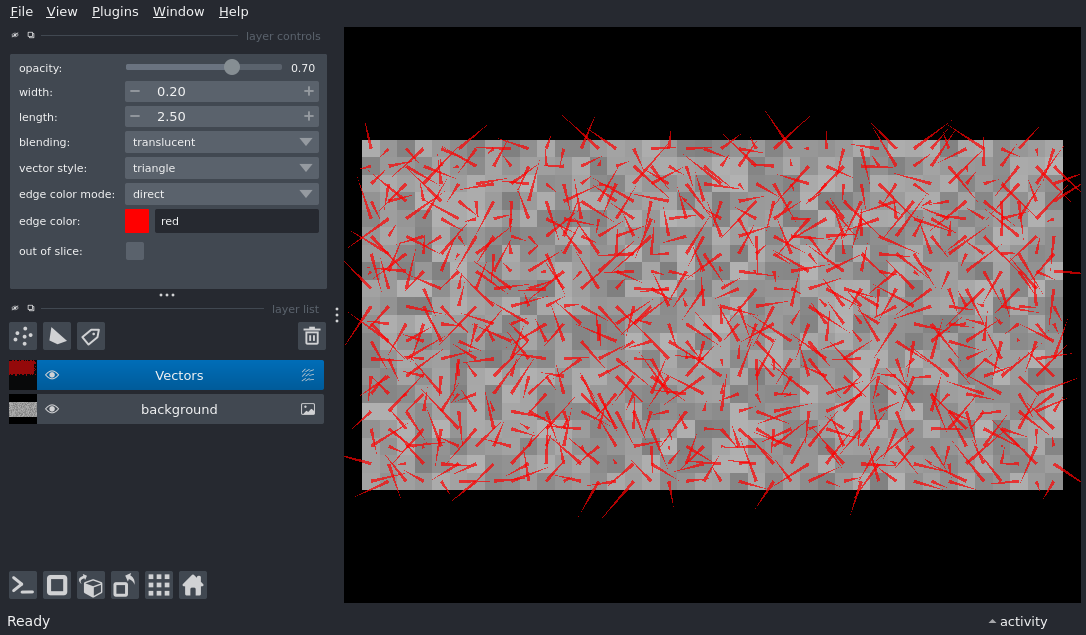 File View Plugins Window Help
layer controls
opacity: 0.70
width: − 0.20 +
length: − 2.50 +
blending: translucent
vector style: triangle
edge color mode: direct
edge color: red
out of slice:
layer list
Vectors
background
Ready
activity